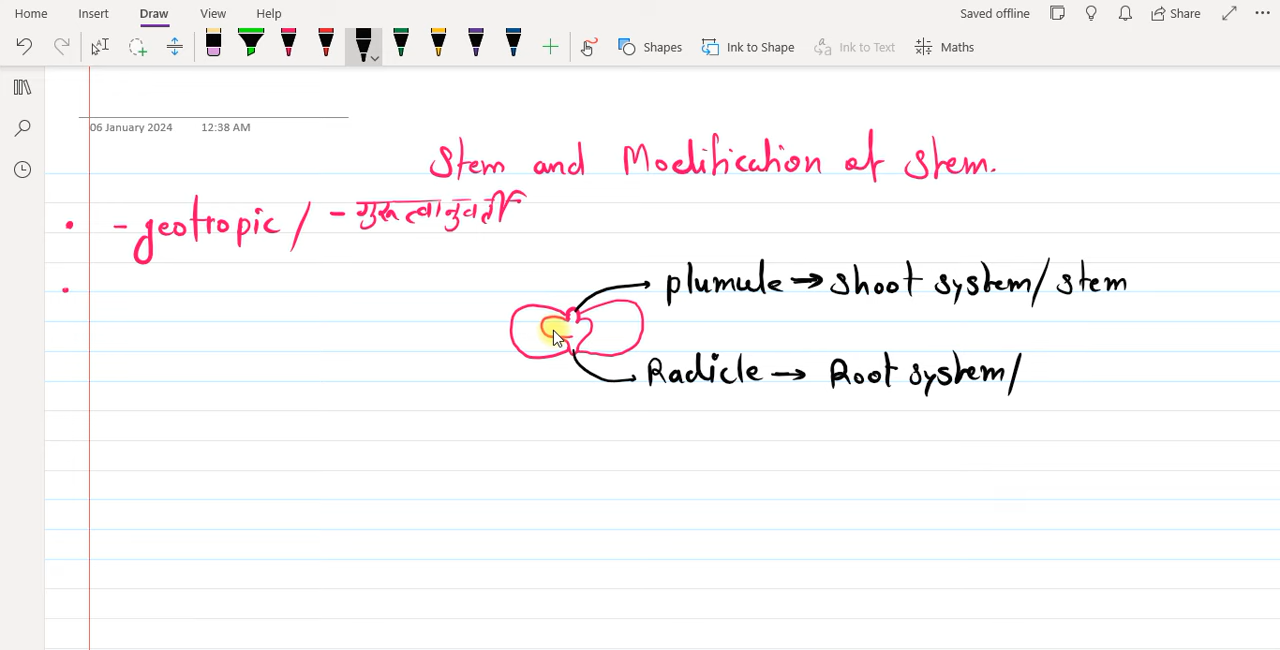 Home Insert Draw View Help Saved offline Share
Shapes Ink to Shape Ink to Text Maths
06 January 2024 12:38 AM
Stem and Modification of stem.
• - geotropic / - गुरूत्वानुवर्ती
•
plumule → shoot system/ stem
Radicle → Root system/